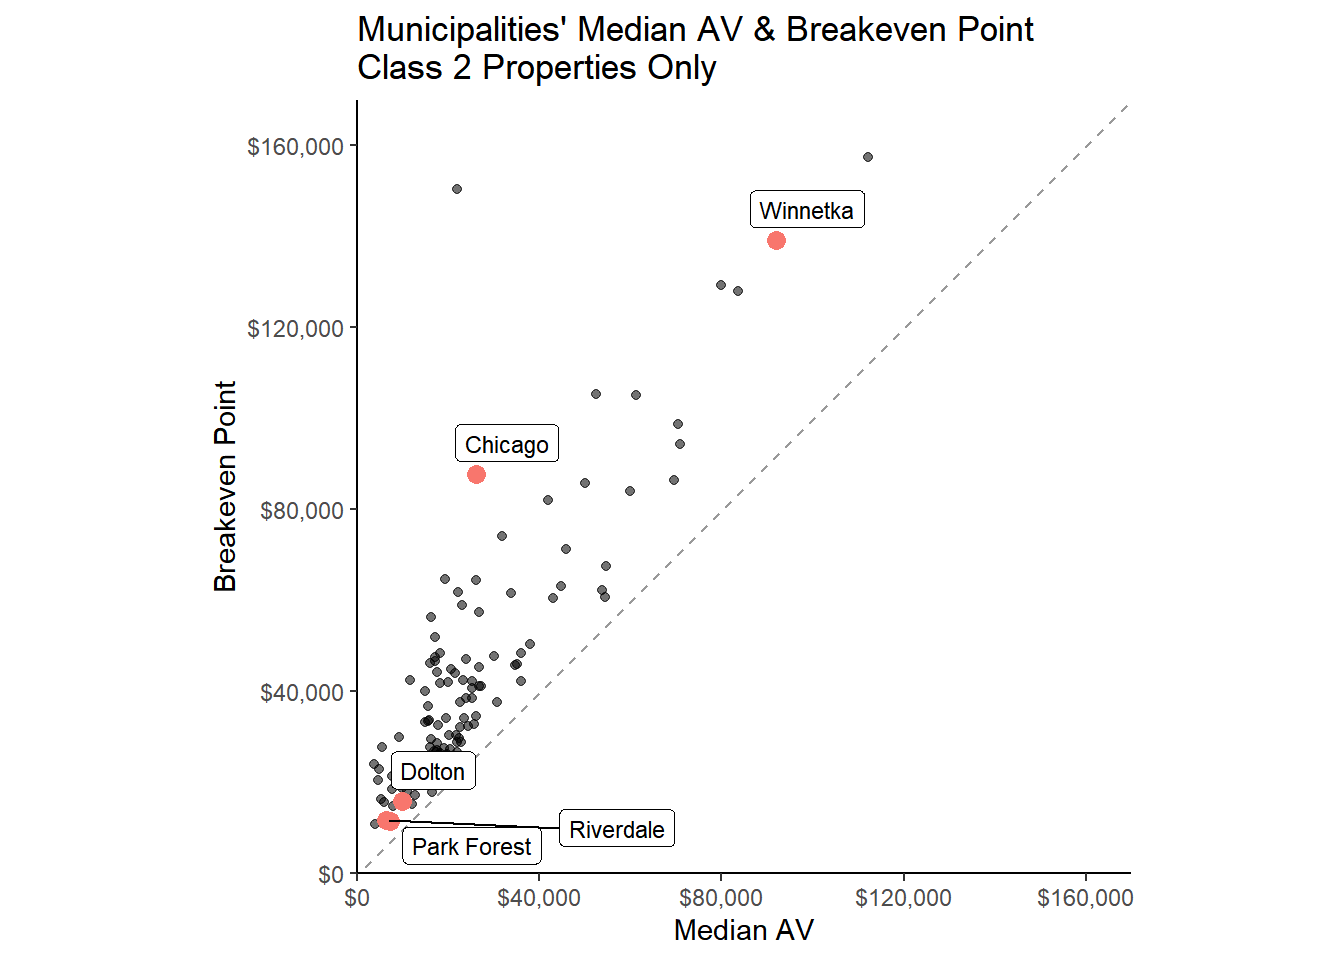 Municipalities' Median AV & Breakeven Point
Class 2 Properties Only
$160,000
Winnetka
$120,000
Chicago
Breakeven Point
$80,000
$40,000
Dolton
Riverdale
Park Forest
$0
$0 $40,000 $80,000 $120,000 $160,000
Median AV